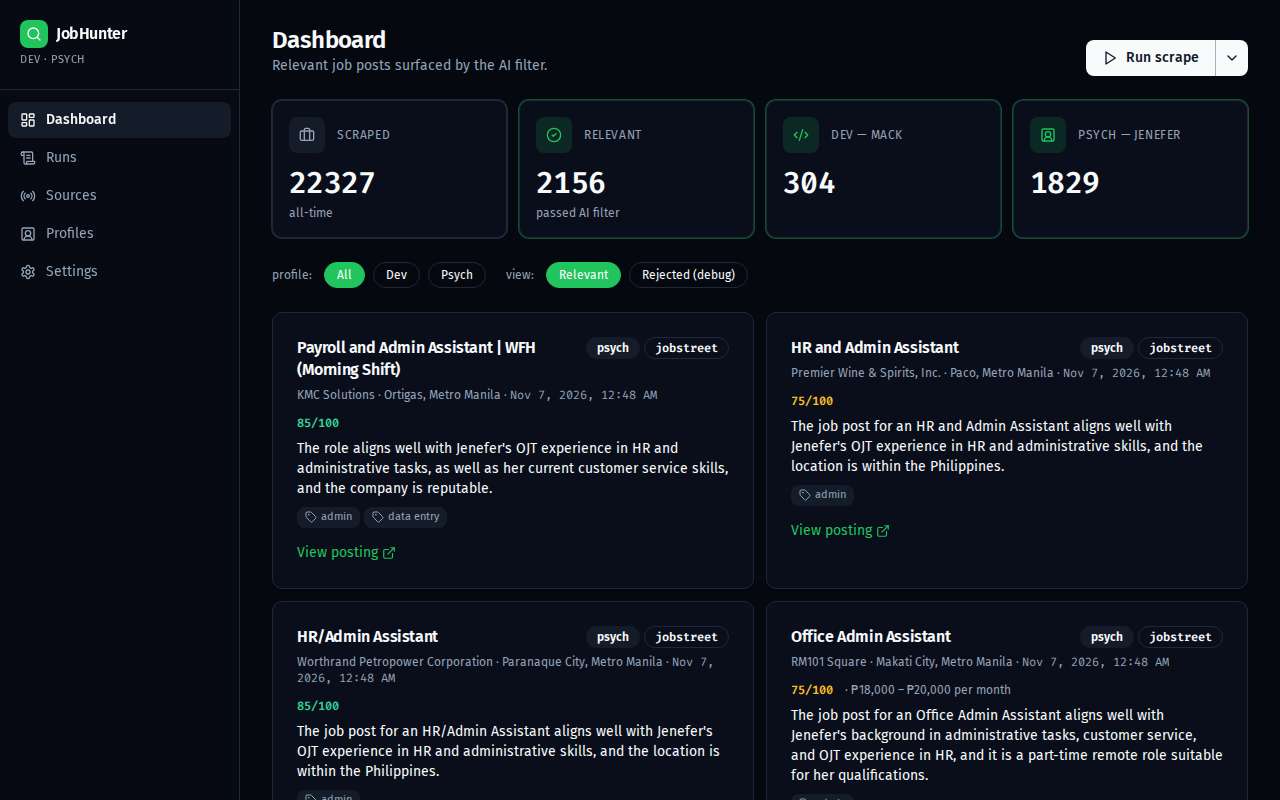 JobHunter
DEV · PSYCH
Dashboard
Runs
Sources
Profiles
Settings
Dashboard
Relevant job posts surfaced by the AI filter.
Run scrape
SCRAPED
22327
all-time
RELEVANT
2156
passed AI filter
DEV — MACK
304
PSYCH — JENEFER
1829
profile: All Dev Psych view: Relevant Rejected (debug)
Payroll and Admin Assistant | WFH
(Morning Shift)
psych jobstreet
KMC Solutions · Ortigas, Metro Manila · Nov 7, 2026, 12:48 AM
85/100
The role aligns well with Jenefer's OJT experience in HR and
administrative tasks, as well as her current customer service skills,
and the company is reputable.
admin data entry
View posting
HR and Admin Assistant
psych jobstreet
Premier Wine & Spirits, Inc. · Paco, Metro Manila · Nov 7, 2026, 12:48 AM
75/100
The job post for an HR and Admin Assistant aligns well with
Jenefer's OJT experience in HR and administrative skills, and the
location is within the Philippines.
admin
View posting
HR/Admin Assistant
psych jobstreet
Worthrand Petropower Corporation · Paranaque City, Metro Manila · Nov 7,
2026, 12:48 AM
85/100
The job post for an HR/Admin Assistant aligns well with Jenefer's
OJT experience in HR and administrative skills, and the location is
within the Philippines.
admin
Office Admin Assistant
psych jobstreet
RM101 Square · Makati City, Metro Manila · Nov 7, 2026, 12:48 AM
75/100 · ₱18,000 – ₱20,000 per month
The job post for an Office Admin Assistant aligns well with
Jenefer's background in administrative tasks, customer service,
and OJT experience in HR, and it is a part-time remote role suitable
for her qualifications.